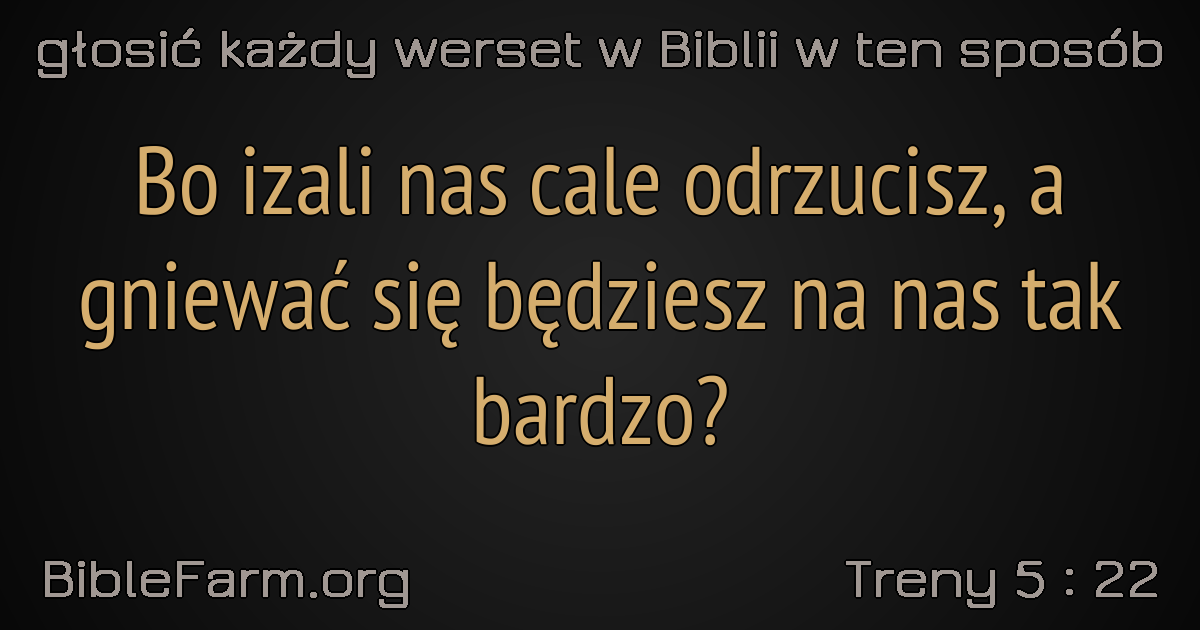 głosić każdy werset w Biblii w ten sposób
Bo izali nas cale odrzucisz, a
gniewać się będziesz na nas tak
bardzo?
BibleFarm.org
Treny 5 : 22